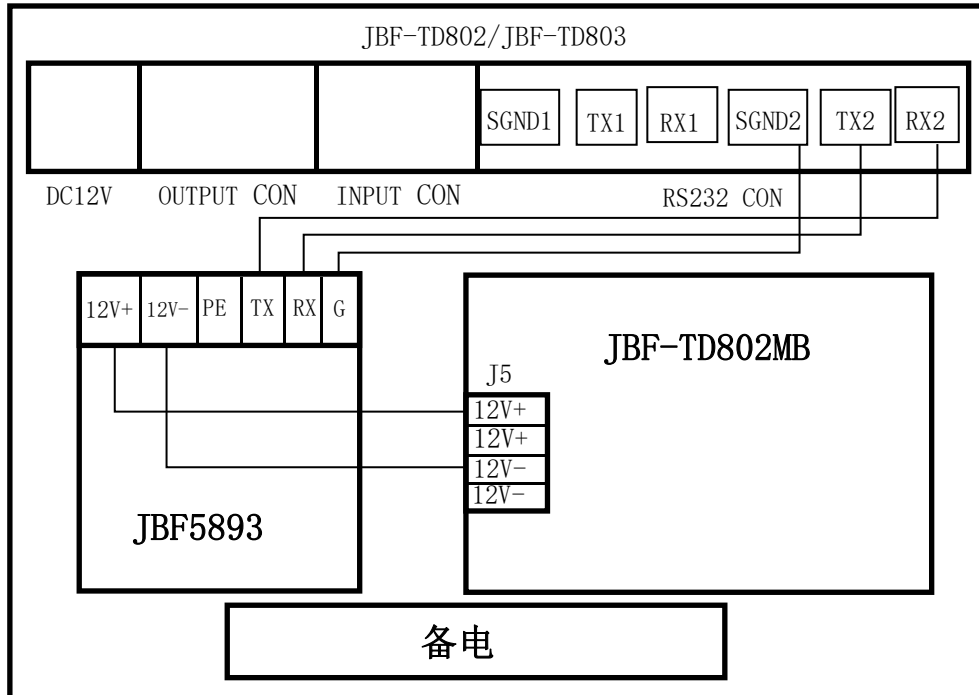 JBF-TD802/JBF-TD803
SGND1 TX1 RX1 SGND2 TX2 RX2
DC12V OUTPUT CON INPUT CON RS232 CON
12V+ 12V- PE TX RX G
JBF-TD802MB
J5
12V+
12V+
12V-
12V-
JBF5893
备电